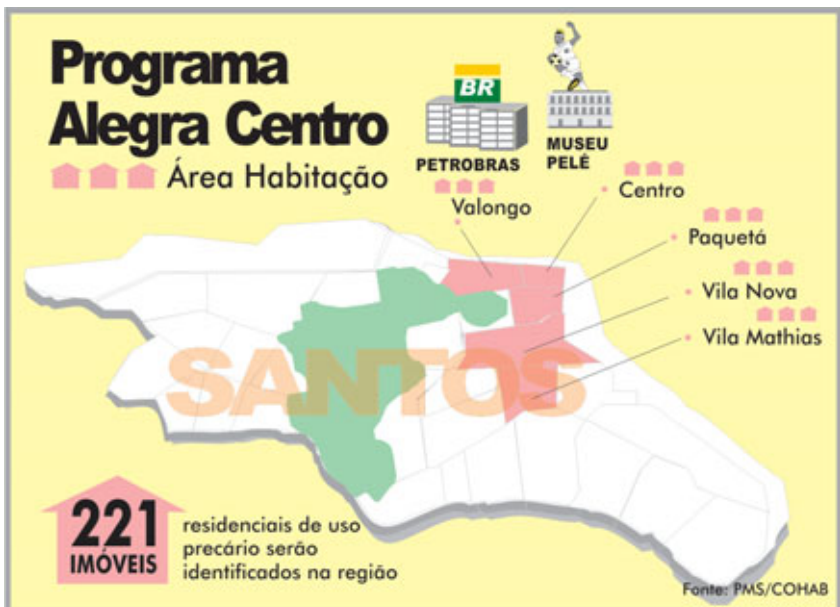 Programa
Alegra Centro
Área Habitação
BR
PETROBRAS
MUSEU
PELÉ
Valongo
Centro
Paquetá
Vila Nova
Vila Mathias
SANTOS
221
IMÓVEIS
residenciais de uso
precário serão
identificados na região
Fonte: PMS/COHAB